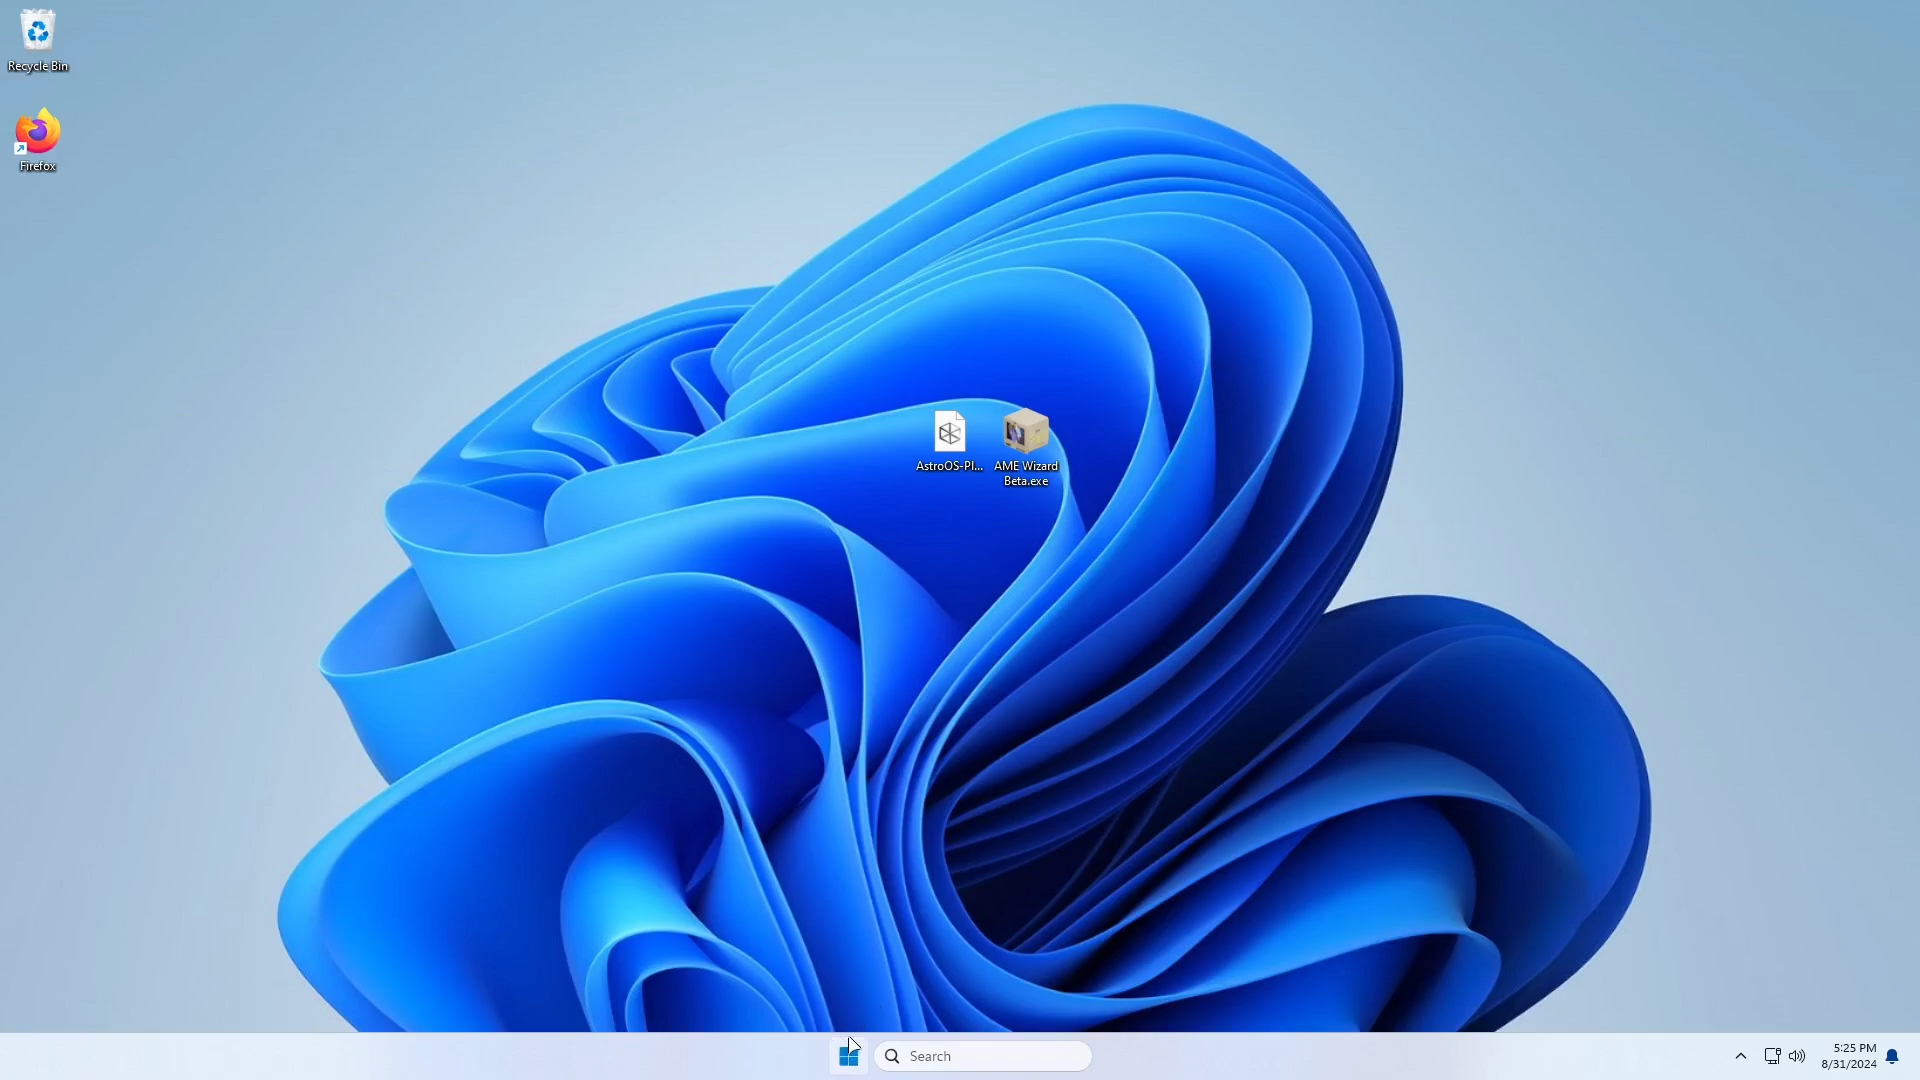 Recycle Bin
Firefox
AstroOS-Pl...
AME Wizard
Beta.exe
Search
5:25 PM
8/31/2024